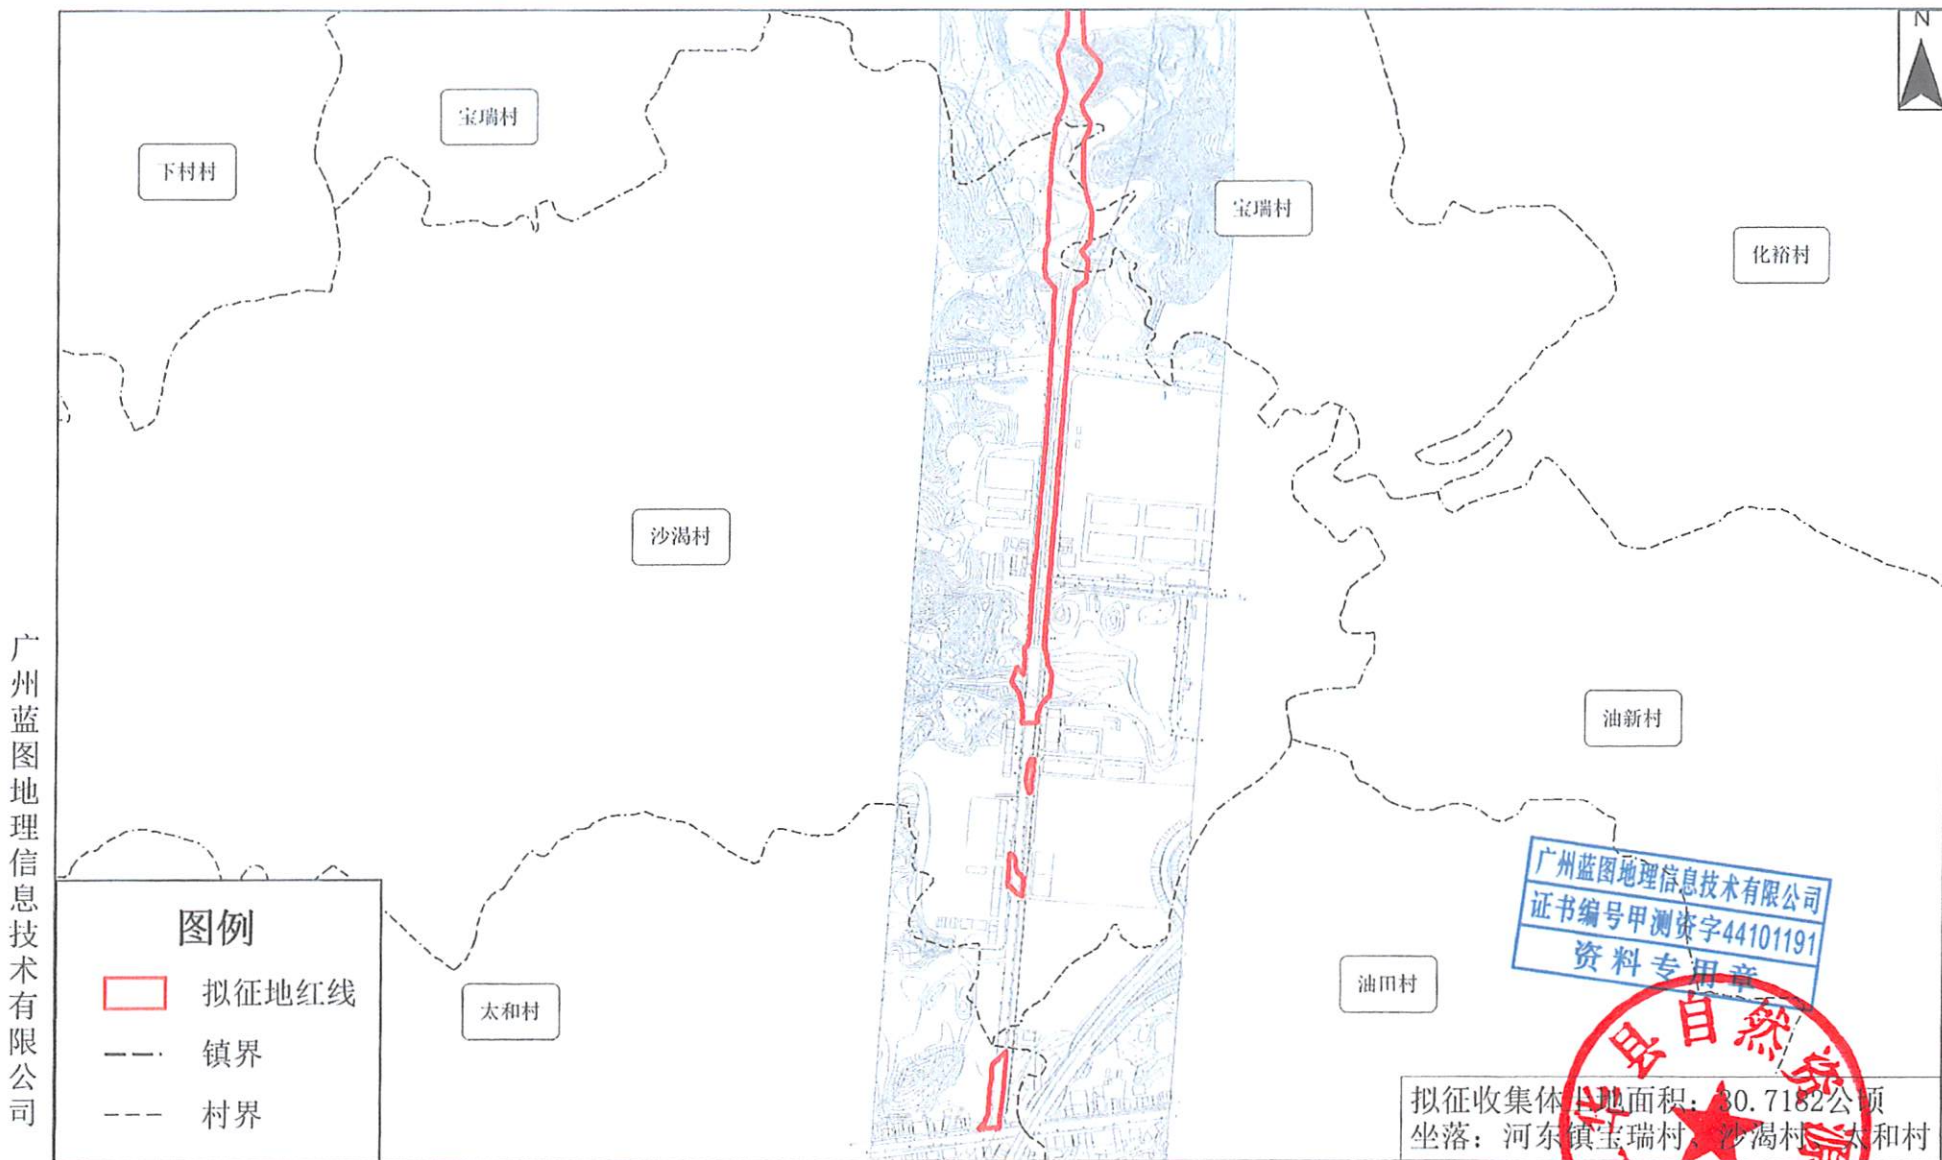 N
宝瑞村
下村村
宝瑞村
化裕村
沙渴村
油新村
油田村
太和村
广州蓝图地理信息技术有限公司
图例
拟征地红线
镇界
村界
广州蓝图地理信息技术有限公司
证书编号甲测资字44101191
资料专用章
华县自然资源
拟征收集体土地面积：30.7182公顷
坐落：河东镇宝瑞村、沙渴村、太和村